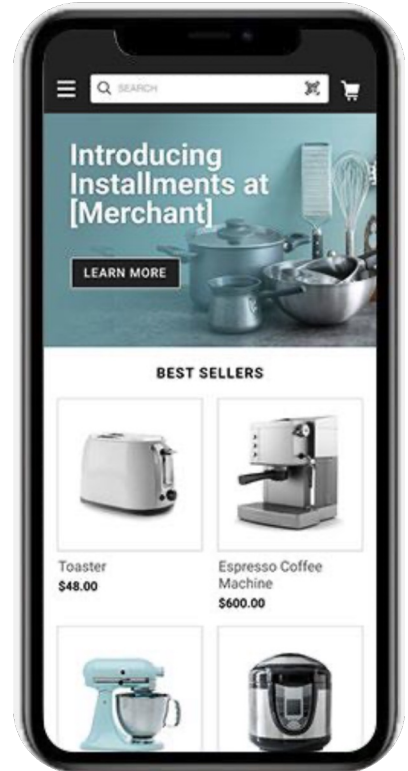 SEARCH
Introducing
Installments at
[Merchant]
LEARN MORE
BEST SELLERS
Toaster
$48.00
Espresso Coffee
Machine
$600.00